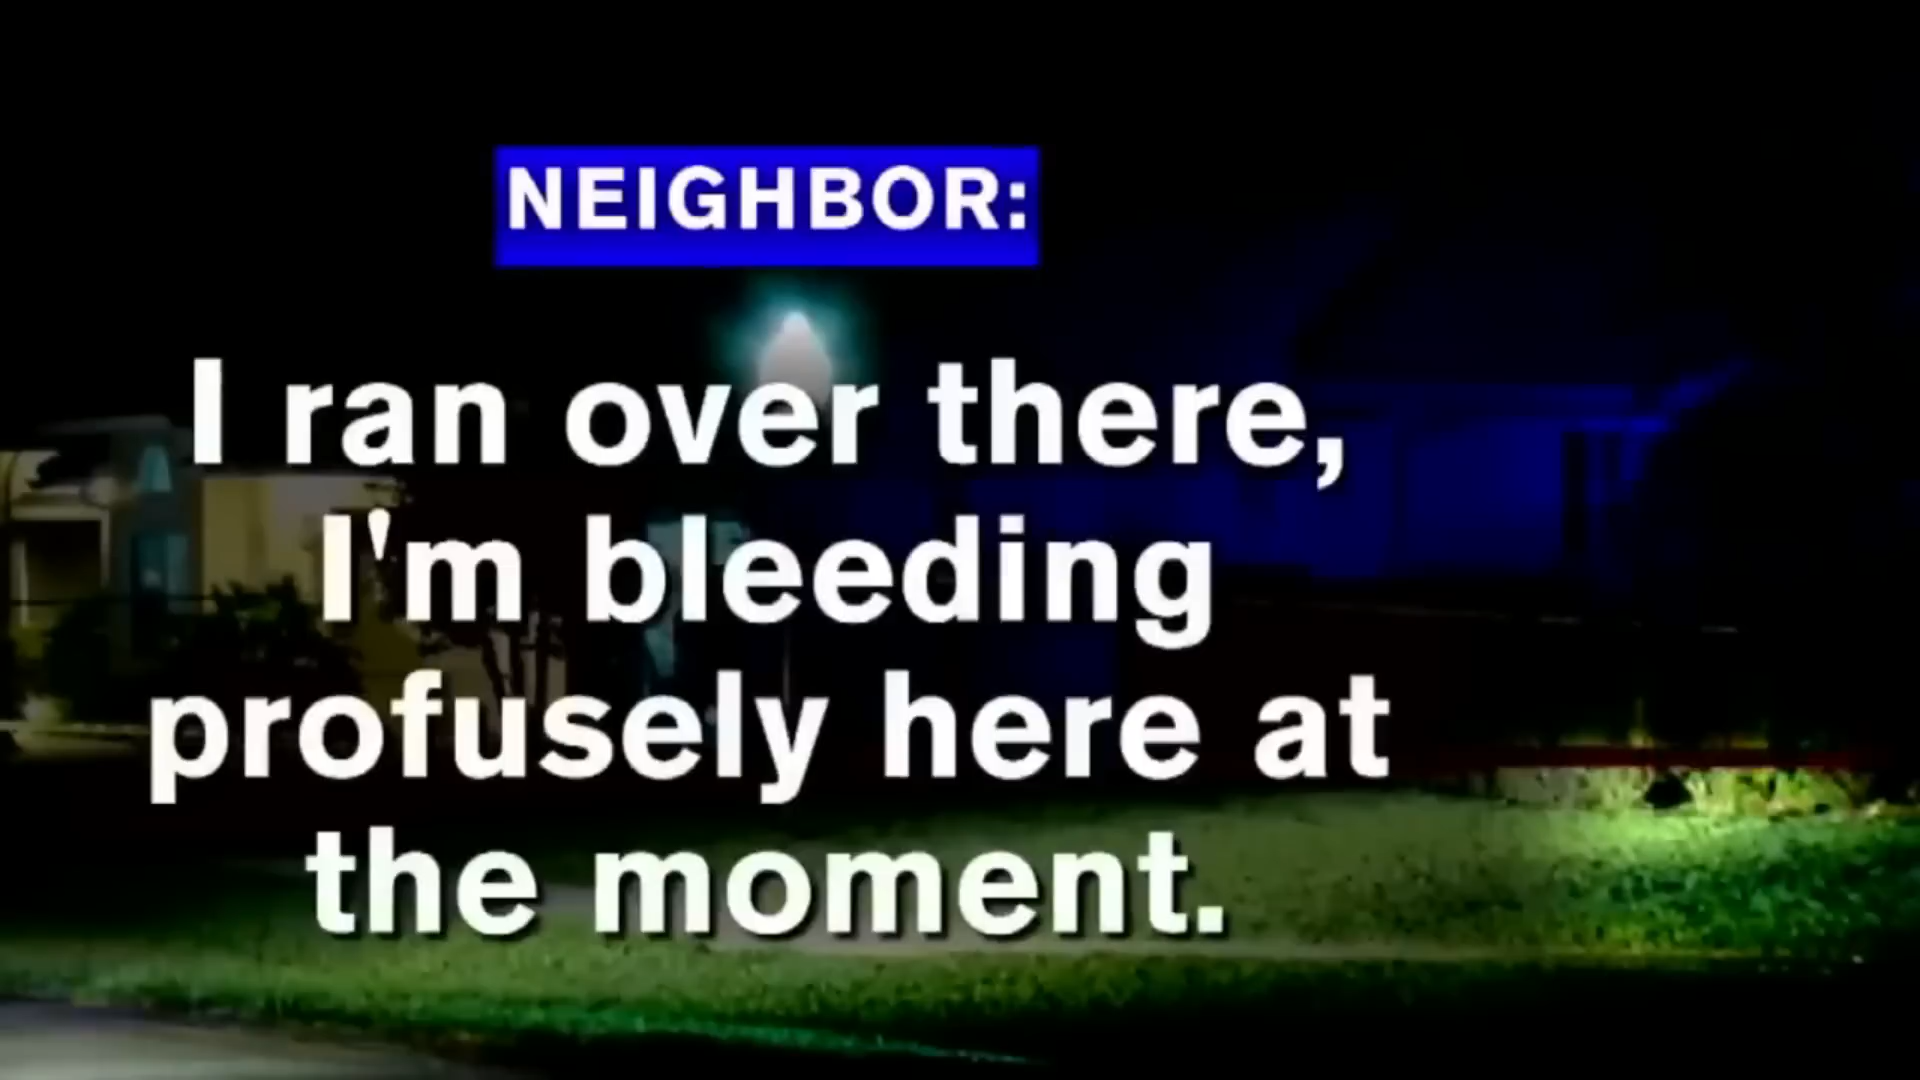 NEIGHBOR:
I ran over there,
I'm bleeding
profusely here at
the moment.